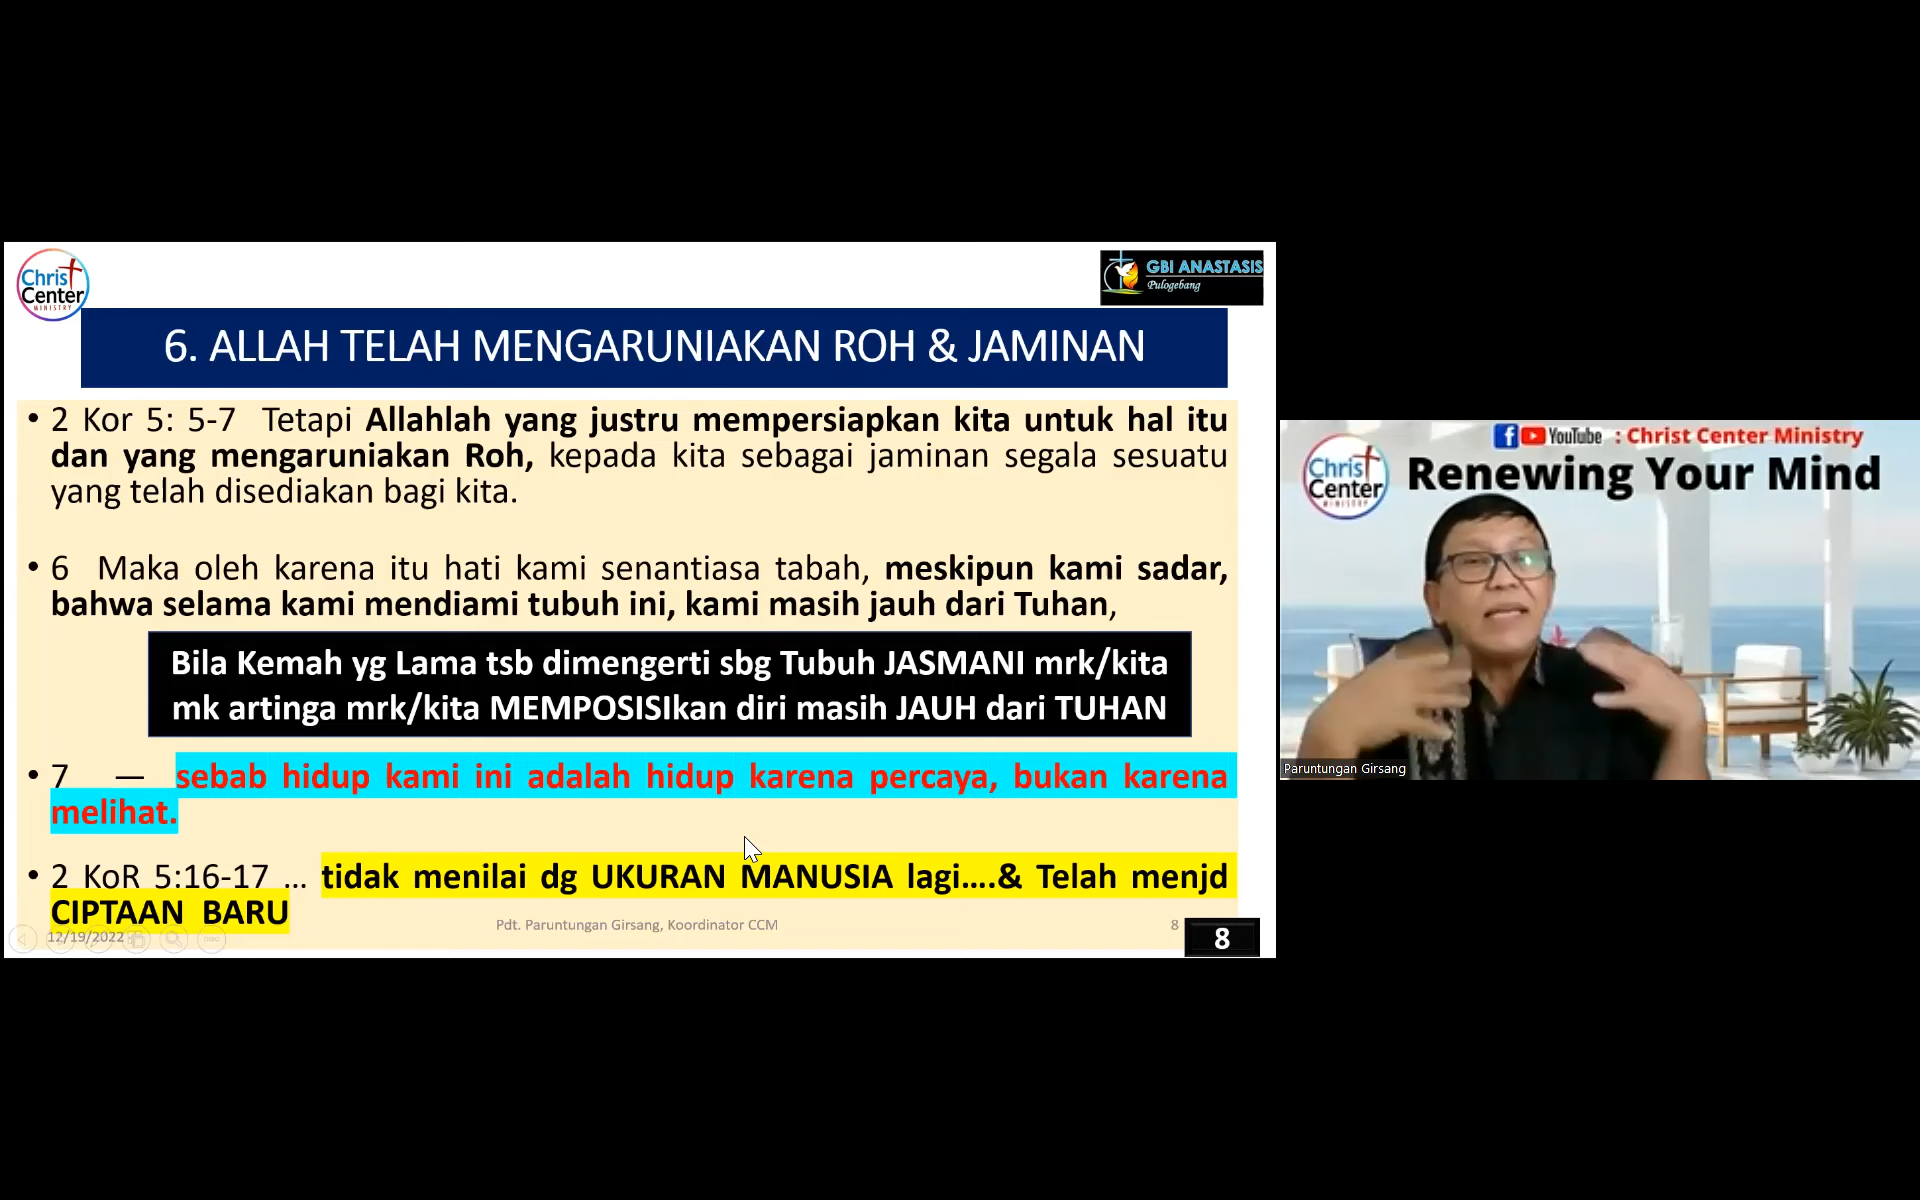 Christ
Center
MINISTRY
GBI ANASTASIS
Pulogebang
6. ALLAH TELAH MENGARUNIAKAN ROH & JAMINAN
• 2 Kor 5: 5-7 Tetapi Allahlah yang justru mempersiapkan kita untuk hal itu
dan yang mengaruniakan Roh, kepada kita sebagai jaminan segala sesuatu
yang telah disediakan bagi kita.
• 6 Maka oleh karena itu hati kami senantiasa tabah, meskipun kami sadar,
bahwa selama kami mendiami tubuh ini, kami masih jauh dari Tuhan,
Bila Kemah yg Lama tsb dimengerti sbg Tubuh JASMANI mrk/kita
mk artinga mrk/kita MEMPOSISIkan diri masih JAUH dari TUHAN
• 7 — sebab hidup kami ini adalah hidup karena percaya, bukan karena
melihat.
• 2 KoR 5:16-17 ... tidak menilai dg UKURAN MANUSIA lagi....& Telah menjd
CIPTAAN BARU
12/19/2022
Pdt. Paruntungan Girsang, Koordinator CCM
8
8
YouTube : Christ Center Ministry
Christ
Center
MINISTRY
Renewing Your Mind
Paruntungan Girsang